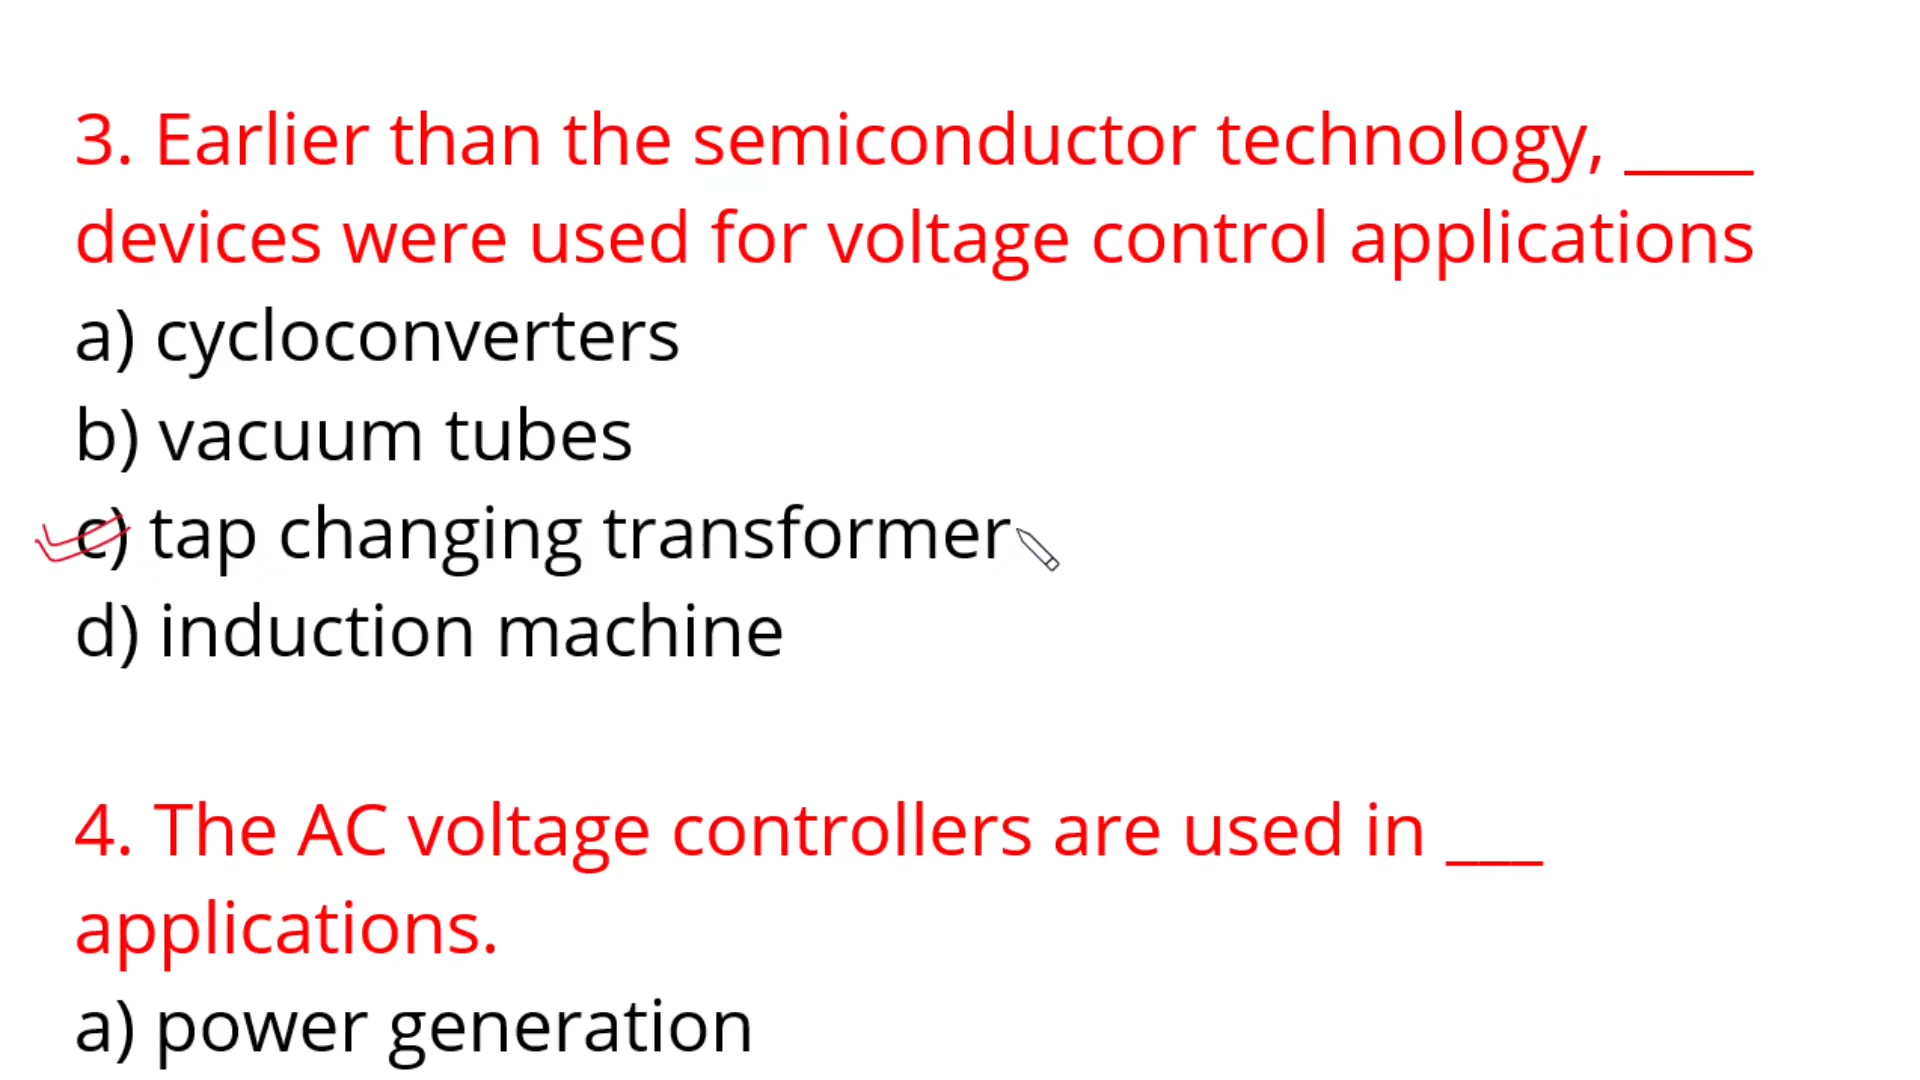 3. Earlier than the semiconductor technology, ____
devices were used for voltage control applications
a) cycloconverters
b) vacuum tubes
c) tap changing transformer
d) induction machine
4. The AC voltage controllers are used in ___
applications.
a) power generation